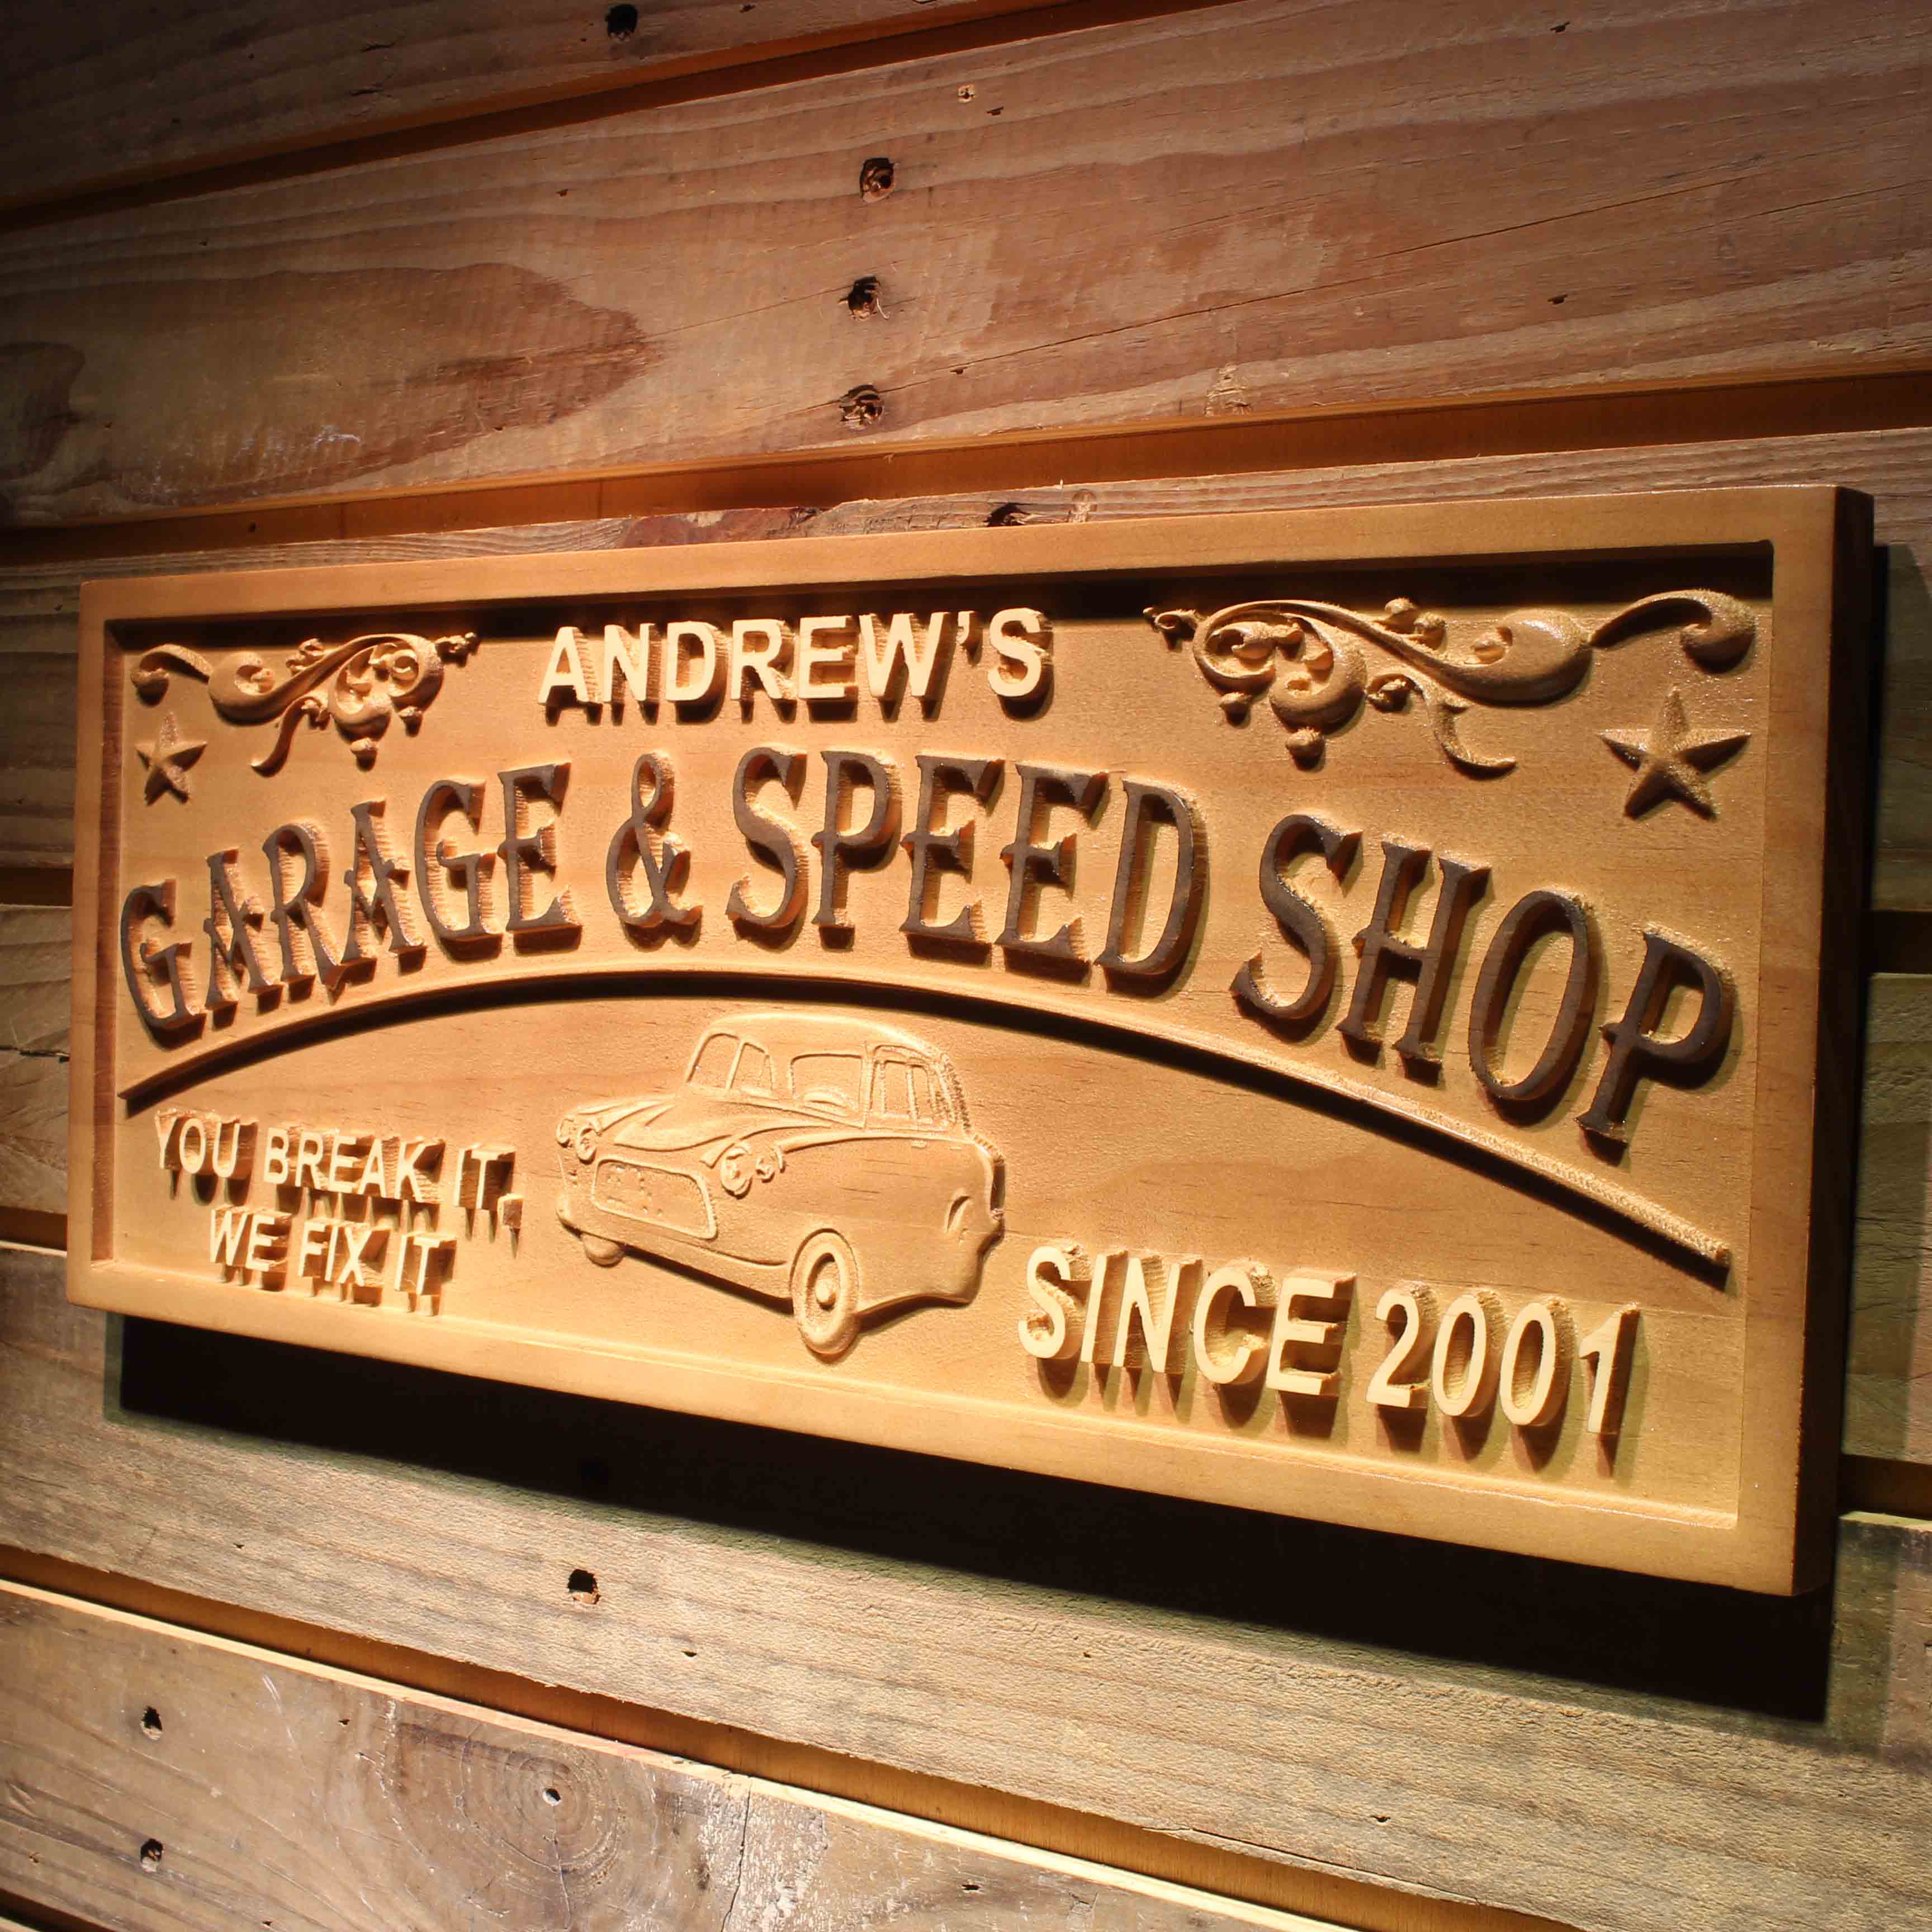 ANDREW'S
GARAGE & SPEED SHOP
YOU BREAK IT,
WE FIX IT
SINCE 2001